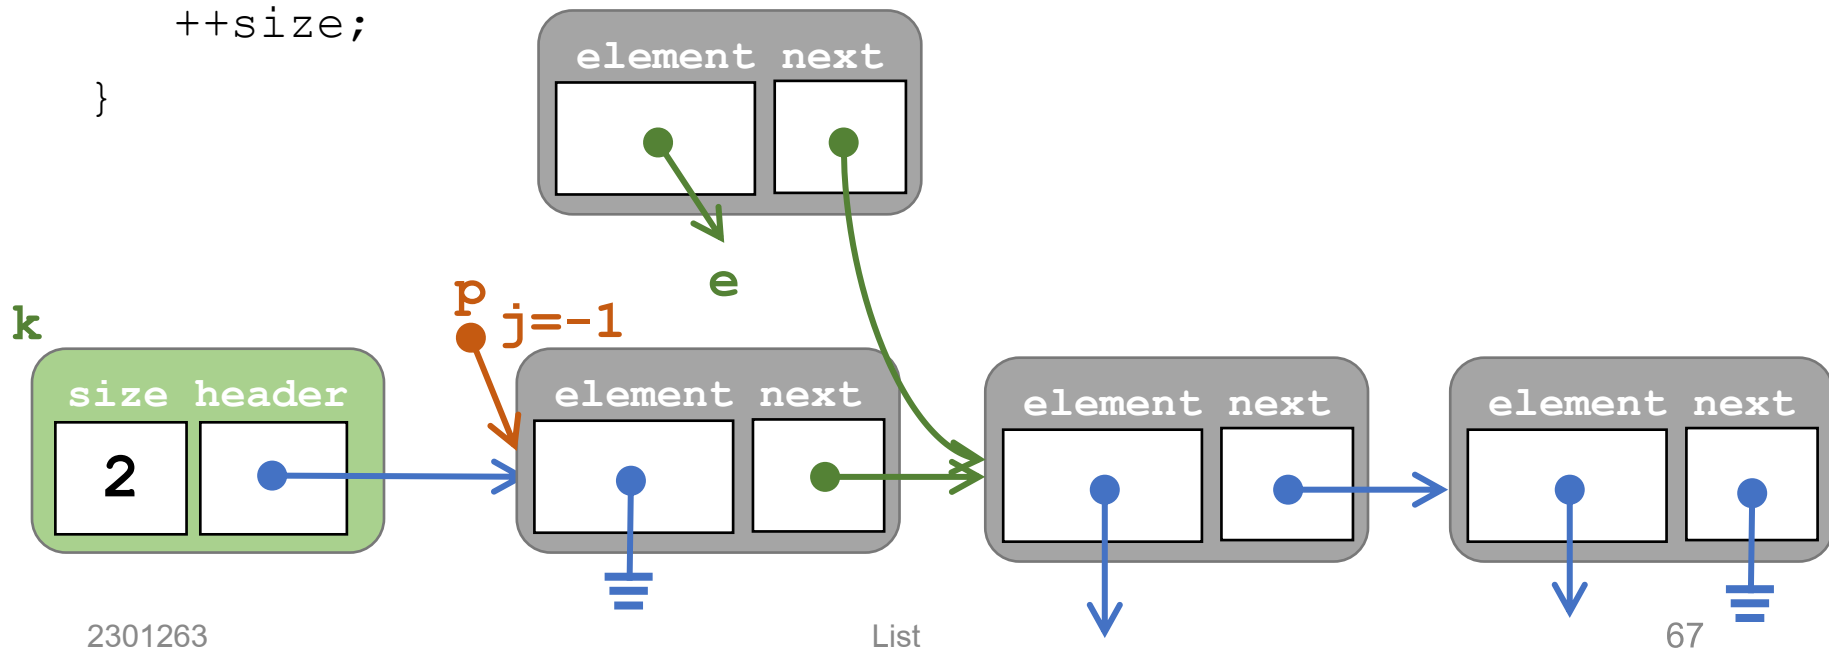 ++size;
}
element next
e
k
p
j=-1
size header
2
element next
element next
element next
2301263
List
67